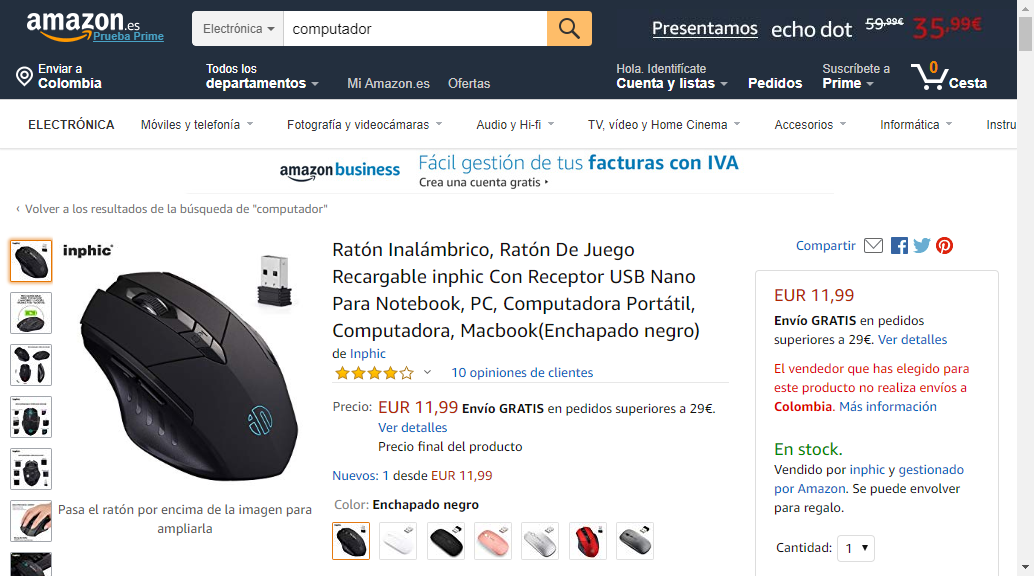 amazon.es
Prueba Prime
Electrónica
computador
Presentamos echo dot 59,99€ 35,99€
Enviar a
Colombia
Todos los
departamentos
Mi Amazon.es
Ofertas
Hola. Identifícate
Cuenta y listas
Pedidos
Suscríbete a
Prime
0
Cesta
ELECTRÓNICA
Móviles y telefonía
Fotografía y videocámaras
Audio y Hi-fi
TV, vídeo y Home Cinema
Accesorios
Informática
Instru
amazon business
Fácil gestión de tus facturas con IVA
Crea una cuenta gratis ‣
‹ Volver a los resultados de la búsqueda de "computador"
inphic
Pasa el ratón por encima de la imagen para
ampliarla
Ratón Inalámbrico, Ratón De Juego
Recargable inphic Con Receptor USB Nano
Para Notebook, PC, Computadora Portátil,
Computadora, Macbook(Enchapado negro)
de Inphic
10 opiniones de clientes
Precio: EUR 11,99 Envío GRATIS en pedidos superiores a 29€.
Ver detalles
Precio final del producto
Nuevos: 1 desde EUR 11,99
Color: Enchapado negro
Compartir
EUR 11,99
Envío GRATIS en pedidos
superiores a 29€. Ver detalles
El vendedor que has elegido para
este producto no realiza envíos a
Colombia. Más información
En stock.
Vendido por inphic y gestionado
por Amazon. Se puede envolver
para regalo.
Cantidad: 1